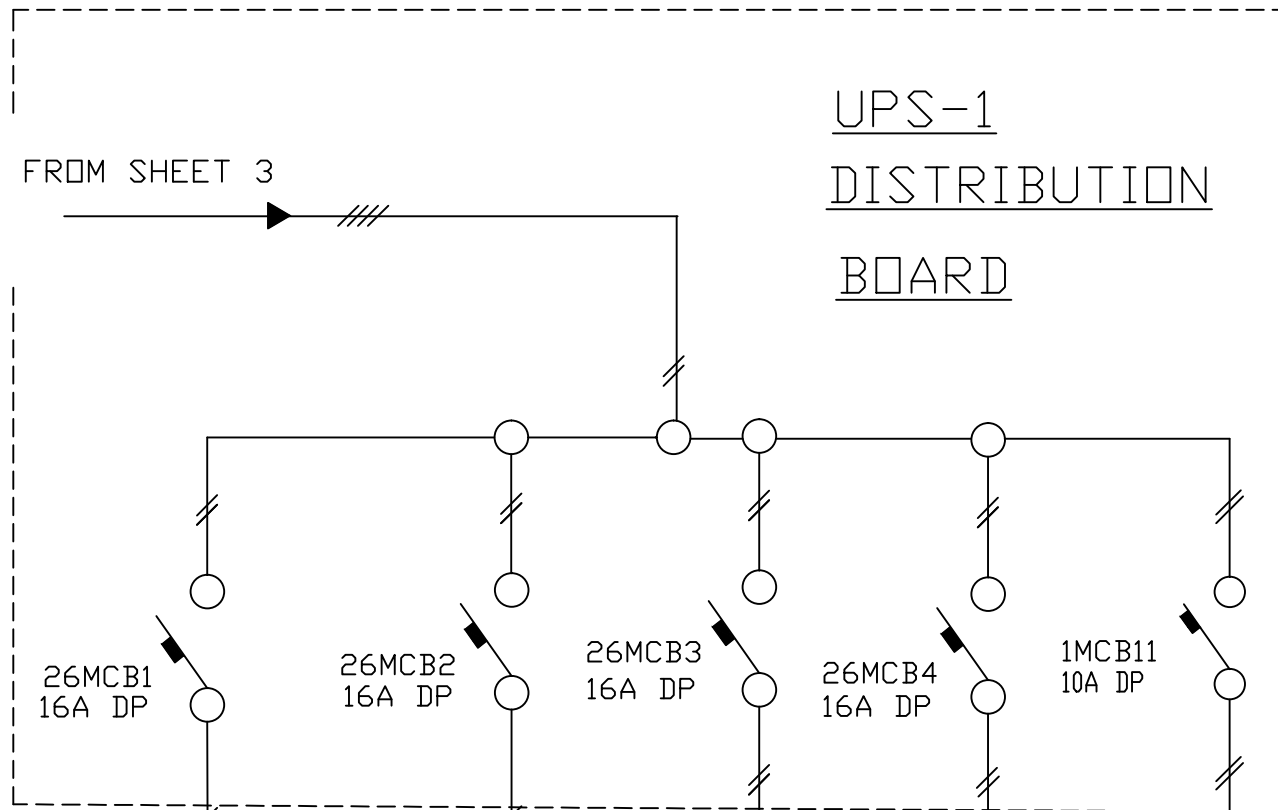 UPS-1
DISTRIBUTION
BOARD
FROM SHEET 3
26MCB1
16A DP
26MCB2
16A DP
26MCB3
16A DP
26MCB4
16A DP
1MCB11
10A DP